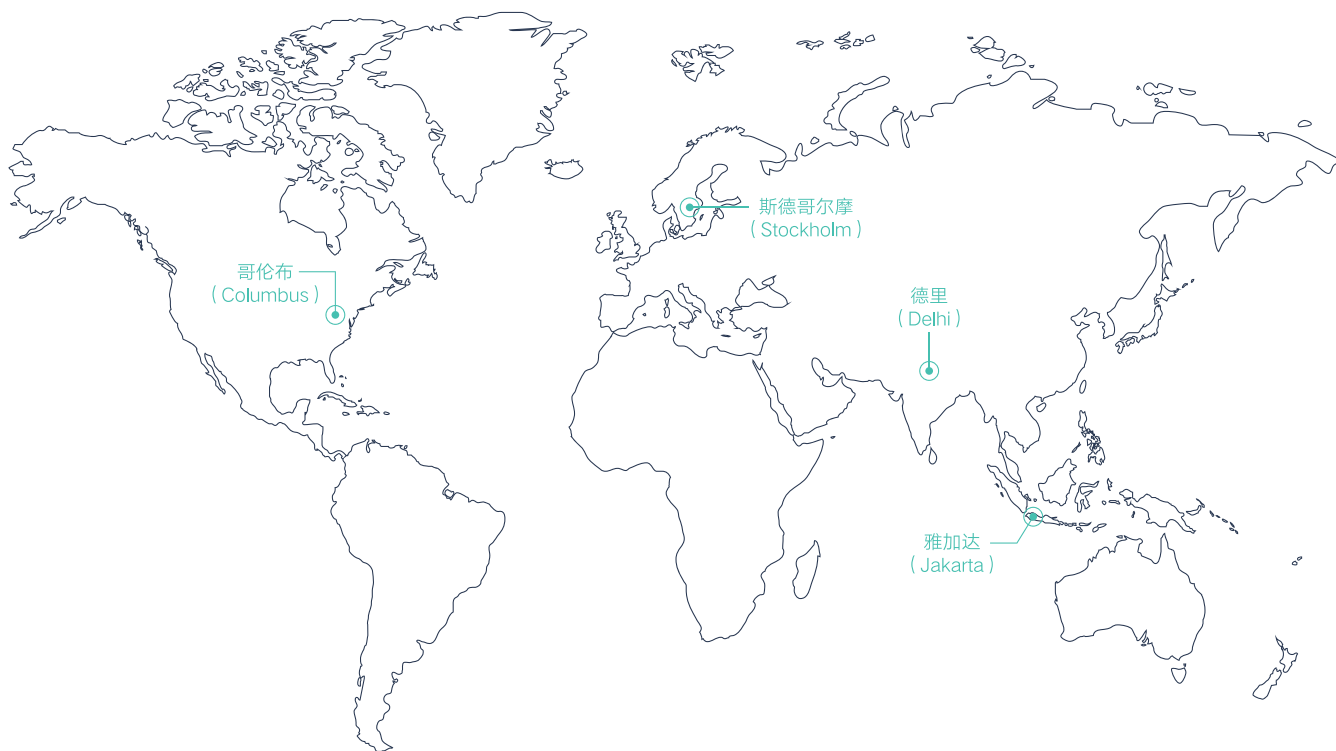 斯德哥尔摩
（Stockholm）
哥伦布
（Columbus）
德里
（Delhi）
雅加达
（Jakarta）